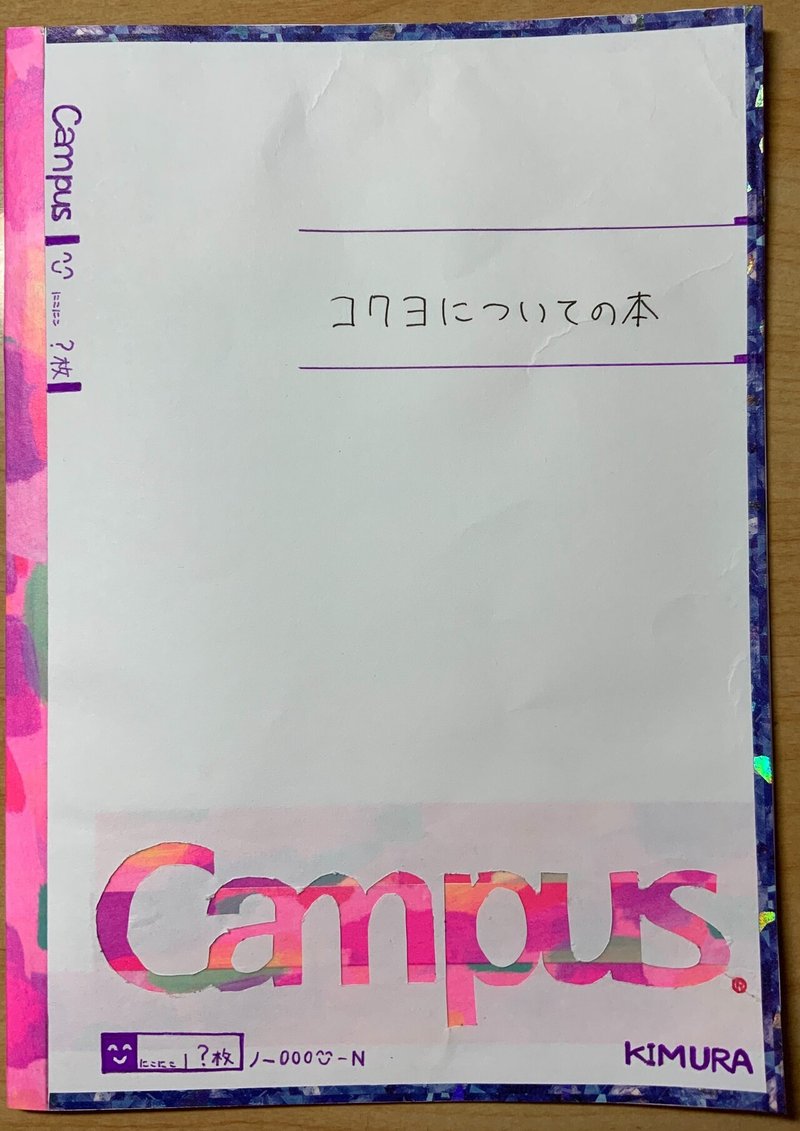 Campus
にこにこ ?枚
コクヨについての本
Campus®
にこにこ ?枚 ノ-000-N
KIMURA